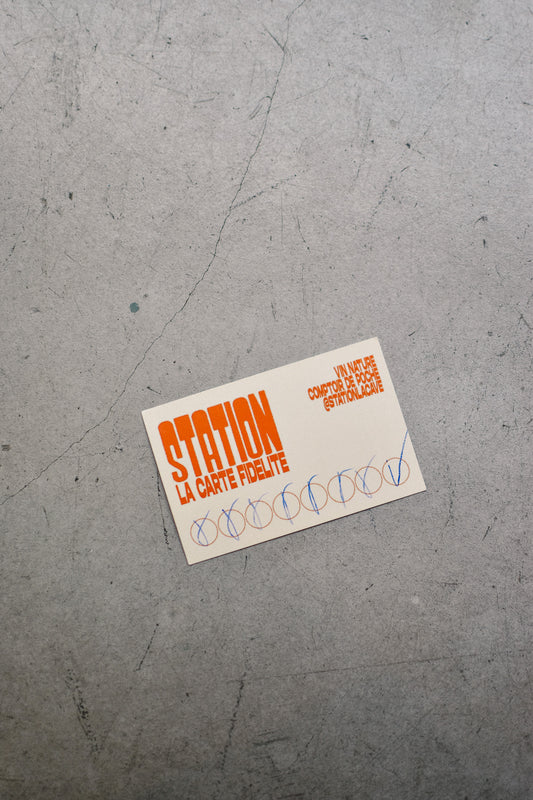 STATION
LA CARTE FIDELITE
VIN NATURE
COMPTOIR DE POCHE
@STATIONLACAVE